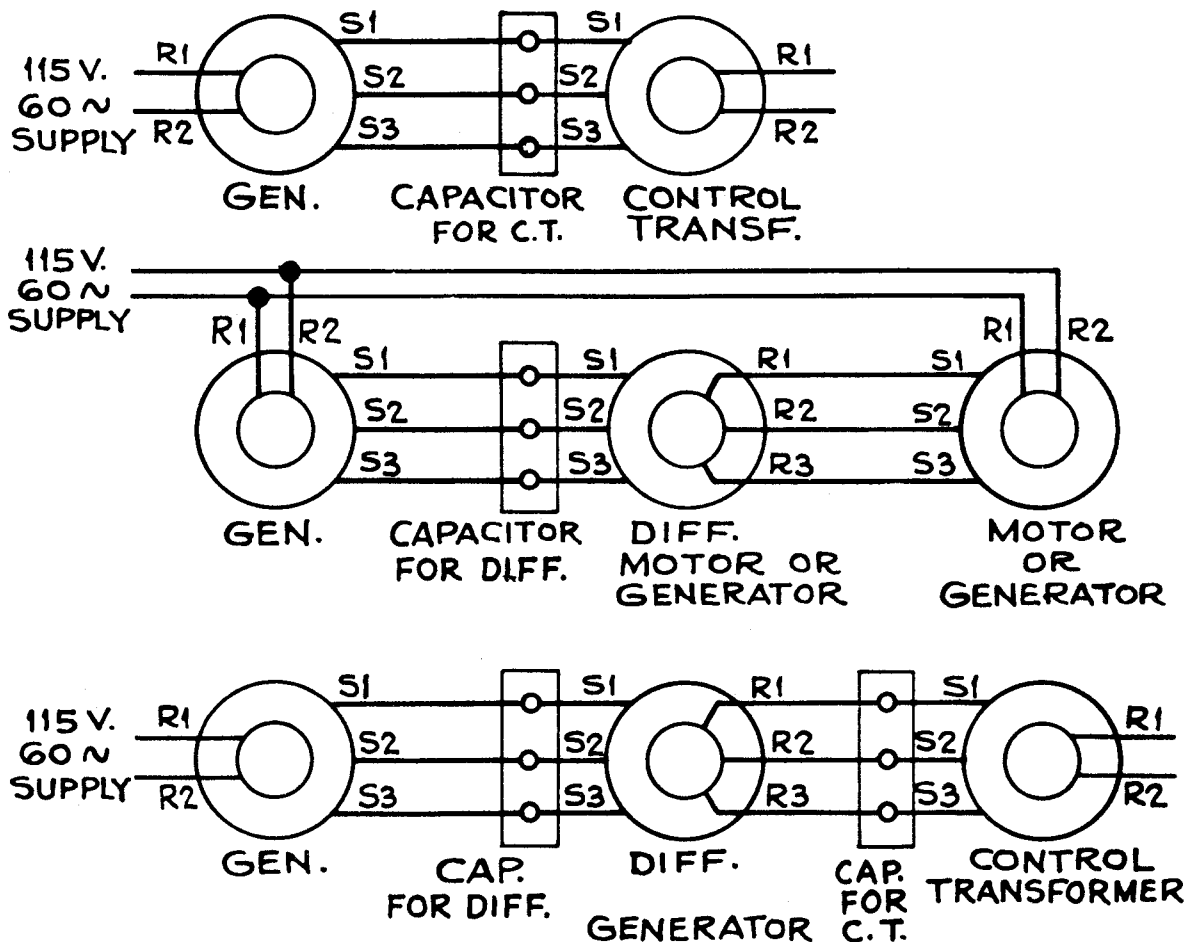 115 V.
60 ~
SUPPLY
R1
R2
S1
S2
S3
S1
S2
S3
R1
R2
GEN.
CAPACITOR
FOR C.T.
CONTROL
TRANSF.
115 V.
60 ~
SUPPLY
R1
R2
S1
S2
S3
S1
S2
S3
R1
R2
R3
S1
S2
S3
R1
R2
GEN.
CAPACITOR
FOR DIFF.
DIFF.
MOTOR OR
GENERATOR
MOTOR
OR
GENERATOR
115 V.
60 ~
SUPPLY
R1
R2
S1
S2
S3
S1
S2
S3
R1
R2
R3
S1
S2
S3
R1
R2
GEN.
CAP.
FOR DIFF.
DIFF.
GENERATOR
CAP.
FOR
C.T.
CONTROL
TRANSFORMER